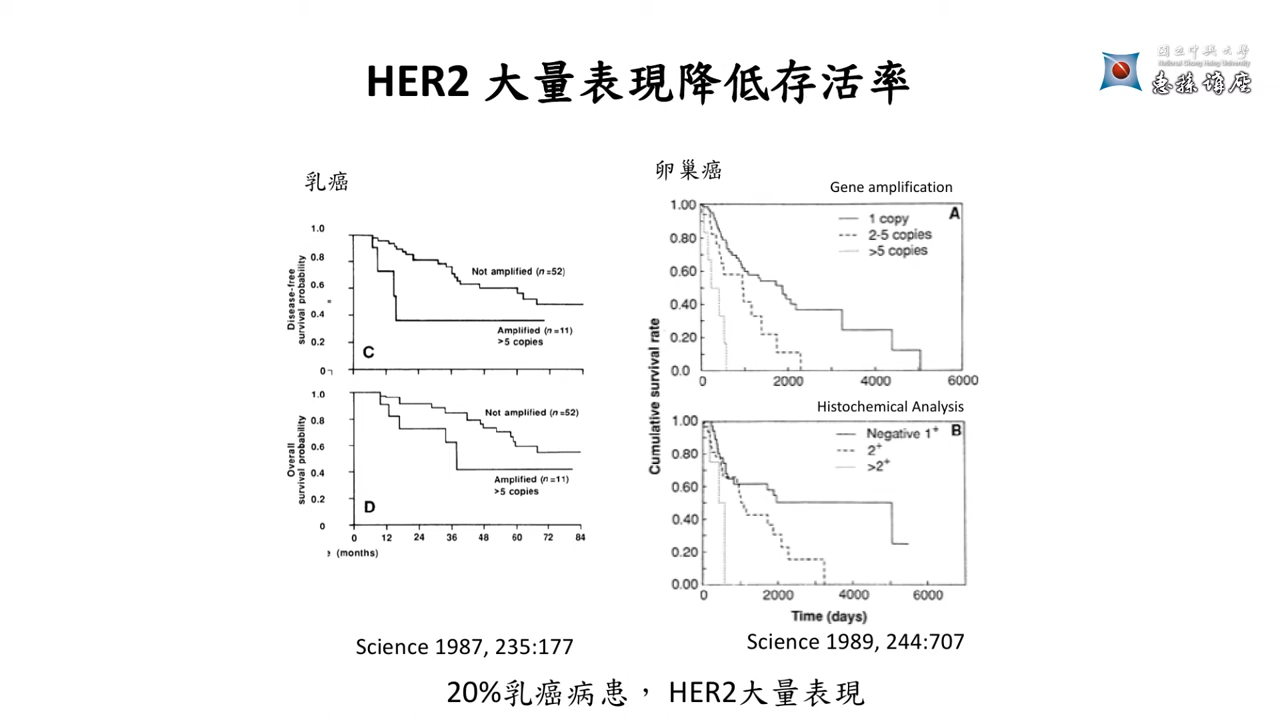 HER2 大量表現降低存活率
國立中興大學
National Chung Hsing University
惠蓀講座
乳癌
1.0
0.8
0.6
0.4
0.2
0
Disease-free
survival probability
Not amplified (n=52)
Amplified (n=11)
>5 copies
C
1.0
0.8
0.6
0.4
0.2
0
Overall
survival probability
Not amplified (n=52)
Amplified (n=11)
>5 copies
D
0 12 24 36 48 60 72 84
(months)
Science 1987, 235:177
卵巢癌
Gene amplification
A
1.00
0.80
0.60
0.40
0.20
0.0
1 copy
2-5 copies
>5 copies
0 2000 4000 6000
Cumulative survival rate
Histochemical Analysis
B
1.00
0.80
0.60
0.40
0.20
0.00
Negative 1+
2+
>2+
0 2000 4000 6000
Time (days)
Science 1989, 244:707
20%乳癌病患， HER2大量表現